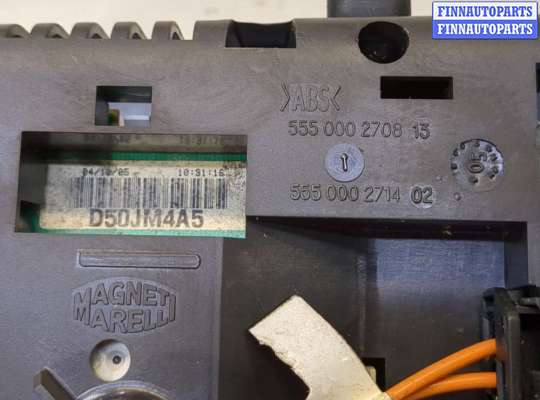 FINNAUTOPARTS
FINNAUTOPARTS
>ABS<
555 000 2708 13
555 000 2714 02
04/10/05 10:31:16
D50JM4A5
05
MAGNETI
MARELLI